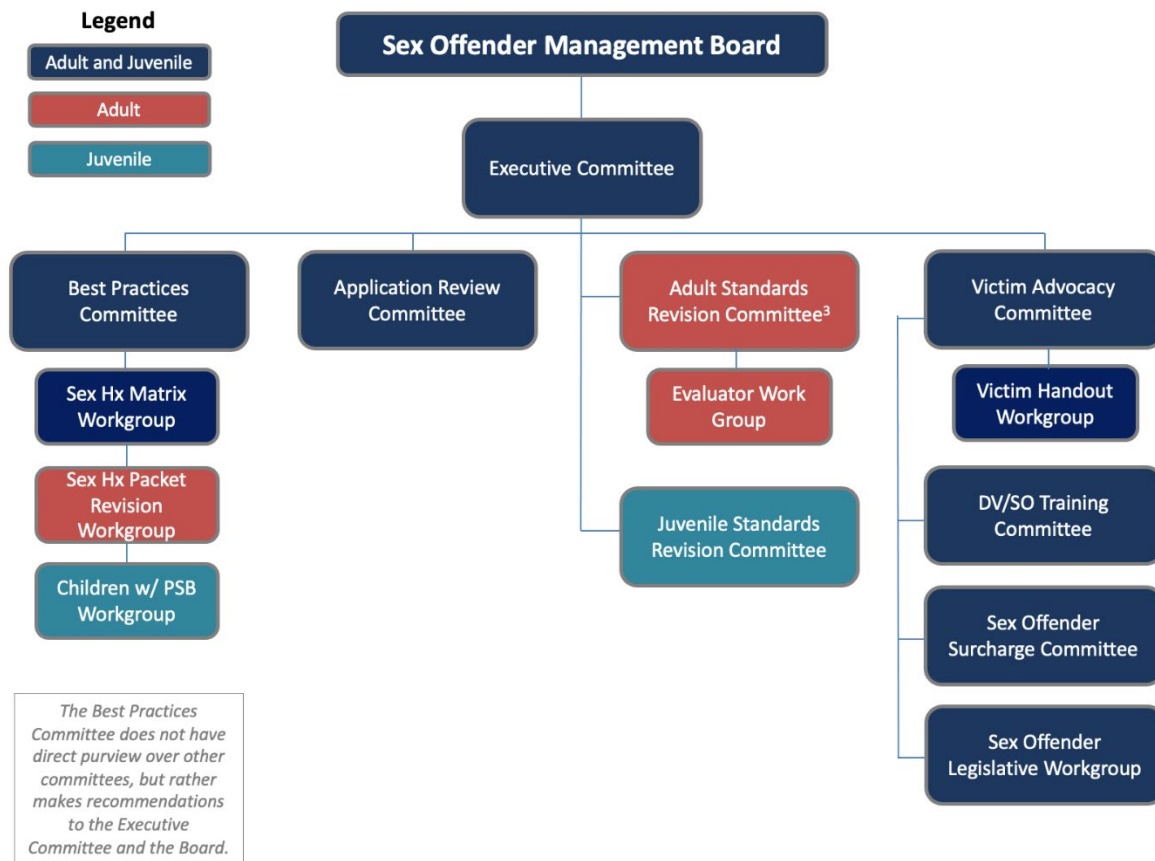 Legend
Adult and Juvenile
Adult
Juvenile
Sex Offender Management Board
Executive Committee
Best Practices
Committee
Application Review
Committee
Adult Standards
Revision Committee³
Victim Advocacy
Committee
Sex Hx Matrix
Workgroup
Evaluator Work
Group
Victim Handout
Workgroup
Sex Hx Packet
Revision
Workgroup
Juvenile Standards
Revision Committee
DV/SO Training
Committee
Children w/ PSB
Workgroup
Sex Offender
Surcharge Committee
Sex Offender
Legislative Workgroup
The Best Practices
Committee does not have
direct purview over other
committees, but rather
makes recommendations
to the Executive
Committee and the Board.